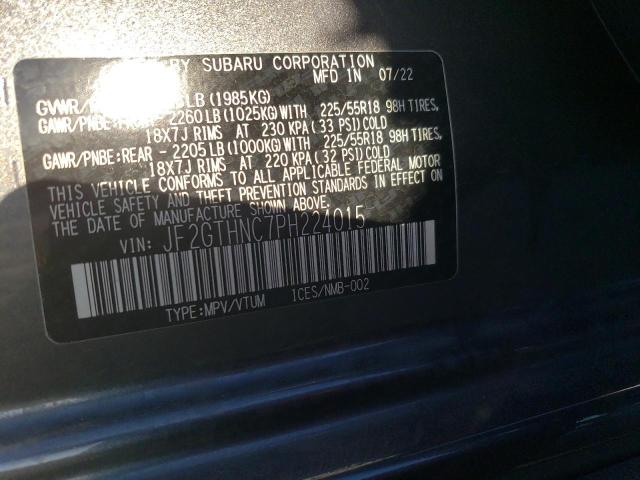 BY SUBARU CORPORATION
MFD IN 07/22
GVWR/ LB (1985KG)
GAWR/PNBE: 2260 LB (1025KG) WITH 225/55R18 98H TIRES,
18X7J RIMS AT 230 KPA (33 PSI) COLD
GAWR/PNBE:REAR - 2205 LB (1000KG) WITH 225/55R18 98H TIRES,
18X7J RIMS AT 220 KPA (32 PSI) COLD
THIS VEHICLE CONFORMS TO ALL APPLICABLE FEDERAL MOTOR
VEHICLE SAFETY AND THEFT PREVENTION STANDARDS IN EFFECT ON
THE DATE OF MANUFACTURE SHOWN ABOVE.
VIN: JF2GTHNC7PH224015
TYPE:MPV/VTUM ICES/NMB-002